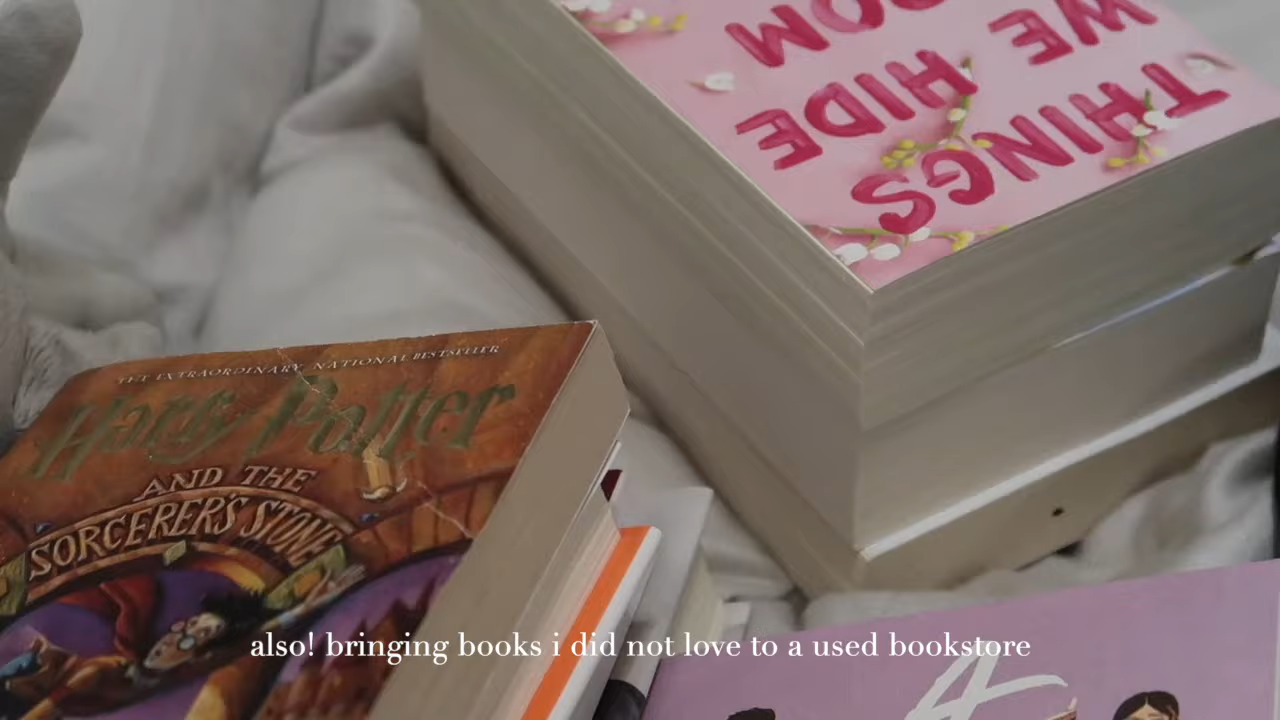 THINGS
WE HIDE
THE EXTRAORDINARY NATIONAL BESTSELLER
Harry Potter
AND THE
SORCERER'S STONE
also! bringing books i did not love to a used bookstore